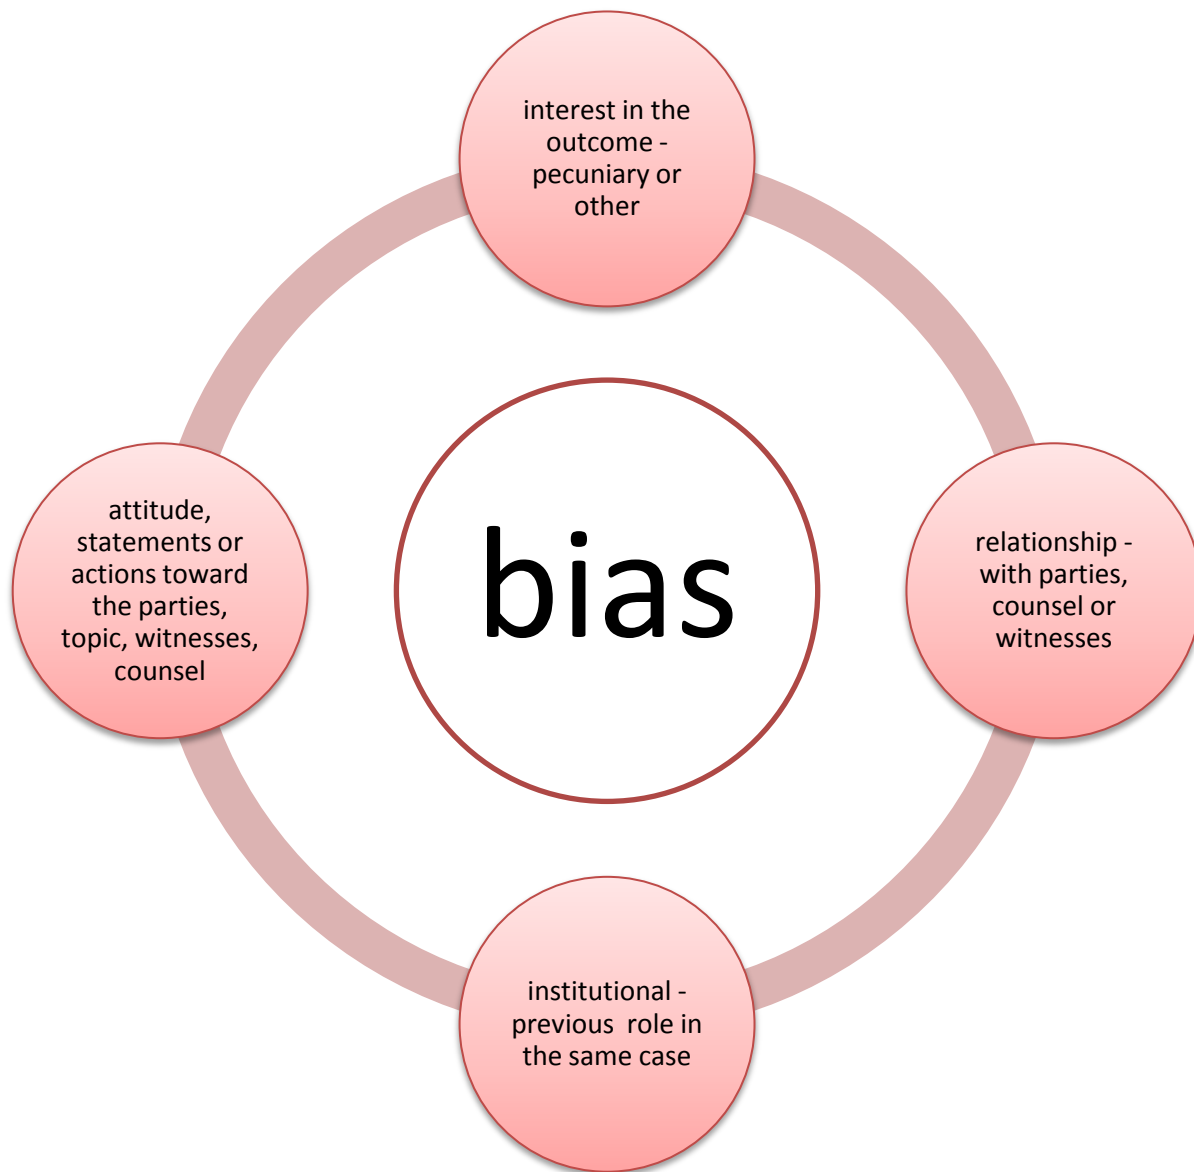 interest in the
outcome -
pecuniary or
other
attitude,
statements or
actions toward
the parties,
topic, witnesses,
counsel
bias
relationship -
with parties,
counsel or
witnesses
institutional -
previous role in
the same case